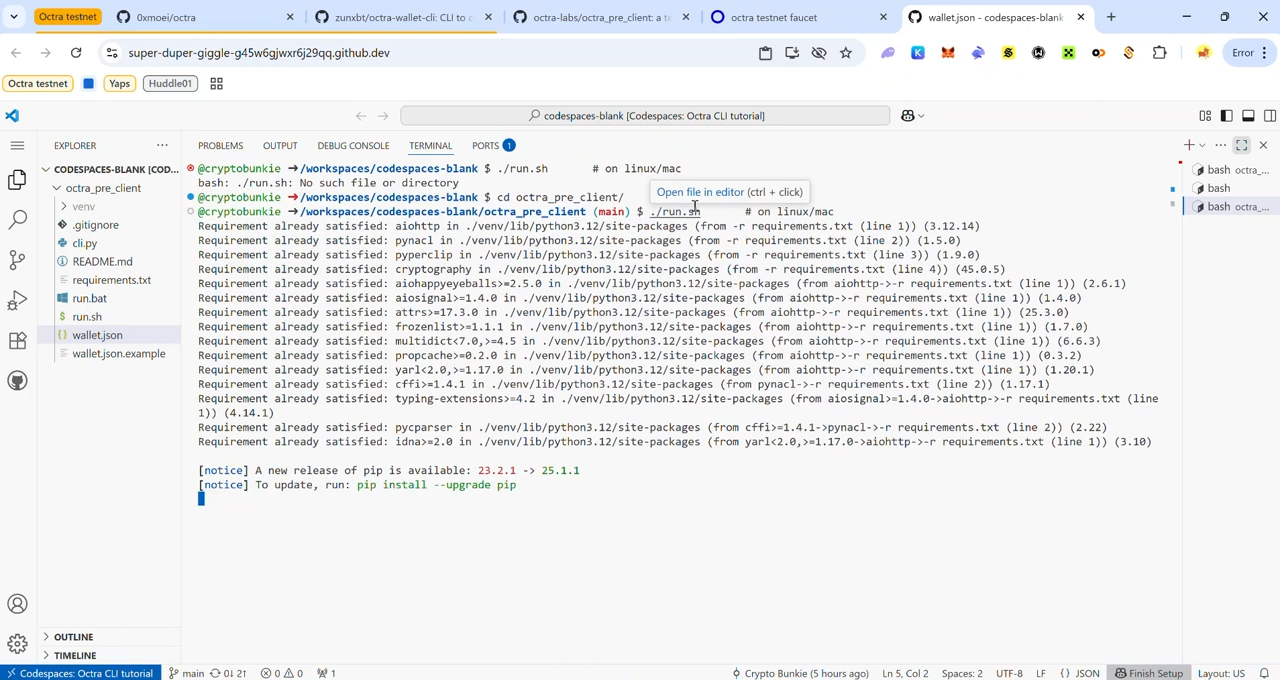 Octra testnet
0xmoei/octra
zunxbt/octra-wallet-cli: CLI to c
octra-labs/octra_pre_client: a te
octra testnet faucet
wallet.json - codespaces-blank
super-duper-giggle-g45w6gjwxr6j29qq.github.dev
Error
Octra testnet
Yaps
Huddle01
codespaces-blank [Codespaces: Octra CLI tutorial]
EXPLORER
PROBLEMS OUTPUT DEBUG CONSOLE TERMINAL PORTS 1
CODESPACES-BLANK [COD...
octra_pre_client
venv
.gitignore
cli.py
README.md
requirements.txt
run.bat
run.sh
wallet.json
wallet.json.example
OUTLINE
TIMELINE
@cryptobunkie → /workspaces/codespaces-blank $ ./run.sh # on linux/mac
bash: ./run.sh: No such file or directory
@cryptobunkie → /workspaces/codespaces-blank $ cd octra_pre_client/
Open file in editor (ctrl + click)
@cryptobunkie → /workspaces/codespaces-blank/octra_pre_client (main) $ ./run.sh # on linux/mac
Requirement already satisfied: aiohttp in ./venv/lib/python3.12/site-packages (from -r requirements.txt (line 1)) (3.12.14)
Requirement already satisfied: pynacl in ./venv/lib/python3.12/site-packages (from -r requirements.txt (line 2)) (1.5.0)
Requirement already satisfied: pyperclip in ./venv/lib/python3.12/site-packages (from -r requirements.txt (line 3)) (1.9.0)
Requirement already satisfied: cryptography in ./venv/lib/python3.12/site-packages (from -r requirements.txt (line 4)) (45.0.5)
Requirement already satisfied: aiohappyeyeballs>=2.5.0 in ./venv/lib/python3.12/site-packages (from aiohttp->-r requirements.txt (line 1)) (2.6.1)
Requirement already satisfied: aiosignal>=1.4.0 in ./venv/lib/python3.12/site-packages (from aiohttp->-r requirements.txt (line 1)) (1.4.0)
Requirement already satisfied: attrs>=17.3.0 in ./venv/lib/python3.12/site-packages (from aiohttp->-r requirements.txt (line 1)) (25.3.0)
Requirement already satisfied: frozenlist>=1.1.1 in ./venv/lib/python3.12/site-packages (from aiohttp->-r requirements.txt (line 1)) (1.7.0)
Requirement already satisfied: multidict<7.0,>=4.5 in ./venv/lib/python3.12/site-packages (from aiohttp->-r requirements.txt (line 1)) (6.6.3)
Requirement already satisfied: propcache>=0.2.0 in ./venv/lib/python3.12/site-packages (from aiohttp->-r requirements.txt (line 1)) (0.3.2)
Requirement already satisfied: yarl<2.0,>=1.17.0 in ./venv/lib/python3.12/site-packages (from aiohttp->-r requirements.txt (line 1)) (1.20.1)
Requirement already satisfied: cffi>=1.4.1 in ./venv/lib/python3.12/site-packages (from pynacl->-r requirements.txt (line 2)) (1.17.1)
Requirement already satisfied: typing-extensions>=4.2 in ./venv/lib/python3.12/site-packages (from aiosignal>=1.4.0->aiohttp->-r requirements.txt (line
1)) (4.14.1)
Requirement already satisfied: pycparser in ./venv/lib/python3.12/site-packages (from cffi>=1.4.1->pynacl->-r requirements.txt (line 2)) (2.22)
Requirement already satisfied: idna>=2.0 in ./venv/lib/python3.12/site-packages (from yarl<2.0,>=1.17.0->aiohttp->-r requirements.txt (line 1)) (3.10)
[notice] A new release of pip is available: 23.2.1 -> 25.1.1
[notice] To update, run: pip install --upgrade pip
bash octra_...
bash
bash octra_...
Codespaces: Octra CLI tutorial main 0↓ 2↑ 0 0 1 Crypto Bunkie (5 hours ago) Ln 5, Col 2 Spaces: 2 UTF-8 LF {} JSON Finish Setup Layout: US